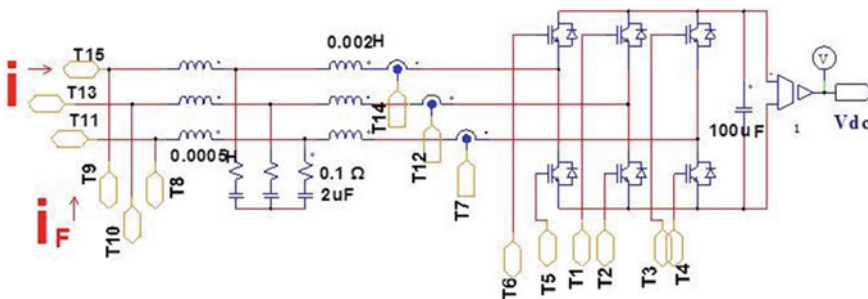 0.002H
T15
i
T13
T14
V
T11
100uF
1
Vdc
0.0005H
T12
T9
T8
0.1 Ω
2uF
T7
i F
T10
T6
T5
T1
T2
T3
T4